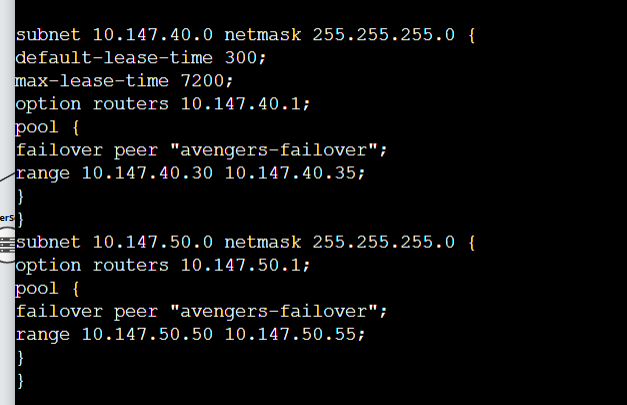 subnet 10.147.40.0 netmask 255.255.255.0 {
default-lease-time 300;
max-lease-time 7200;
option routers 10.147.40.1;
pool {
failover peer "avengers-failover";
range 10.147.40.30 10.147.40.35;
}
}
ers
subnet 10.147.50.0 netmask 255.255.255.0 {
option routers 10.147.50.1;
pool {
failover peer "avengers-failover";
range 10.147.50.50 10.147.50.55;
}
}